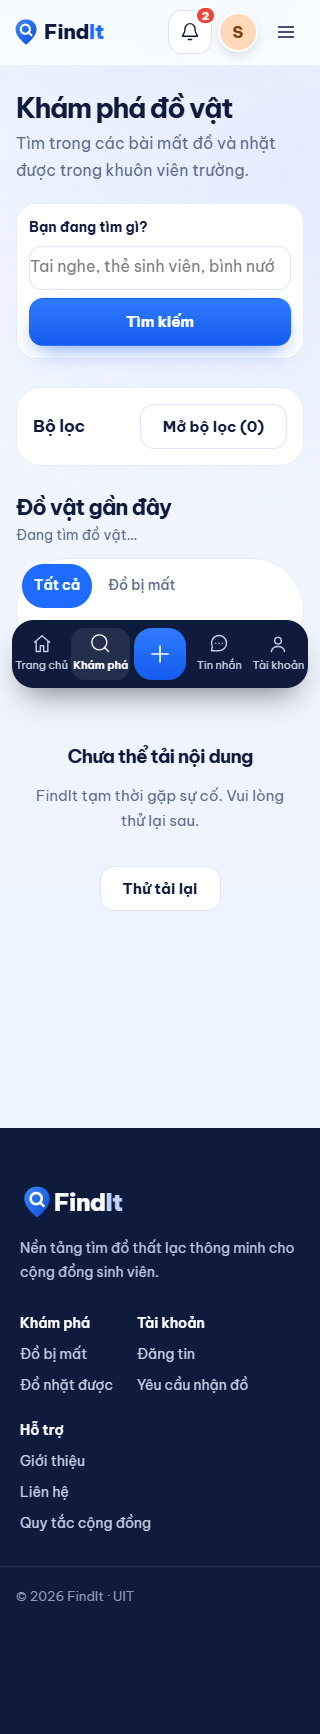 FindIt
2
S
Khám phá đồ vật
Tìm trong các bài mất đồ và nhặt
được trong khuôn viên trường.
Bạn đang tìm gì?
Tai nghe, thẻ sinh viên, bình nướ
Tìm kiếm
Bộ lọc
Mở bộ lọc (0)
Đồ vật gần đây
Đang tìm đồ vật...
Tất cả
Đồ bị mất
Trang chủ
Khám phá
Tin nhắn
Tài khoản
Chưa thể tải nội dung
FindIt tạm thời gặp sự cố. Vui lòng
thử lại sau.
Thử tải lại
FindIt
Nền tảng tìm đồ thất lạc thông minh cho
cộng đồng sinh viên.
Khám phá
Đồ bị mất
Đồ nhặt được
Tài khoản
Đăng tin
Yêu cầu nhận đồ
Hỗ trợ
Giới thiệu
Liên hệ
Quy tắc cộng đồng
© 2026 FindIt · UIT